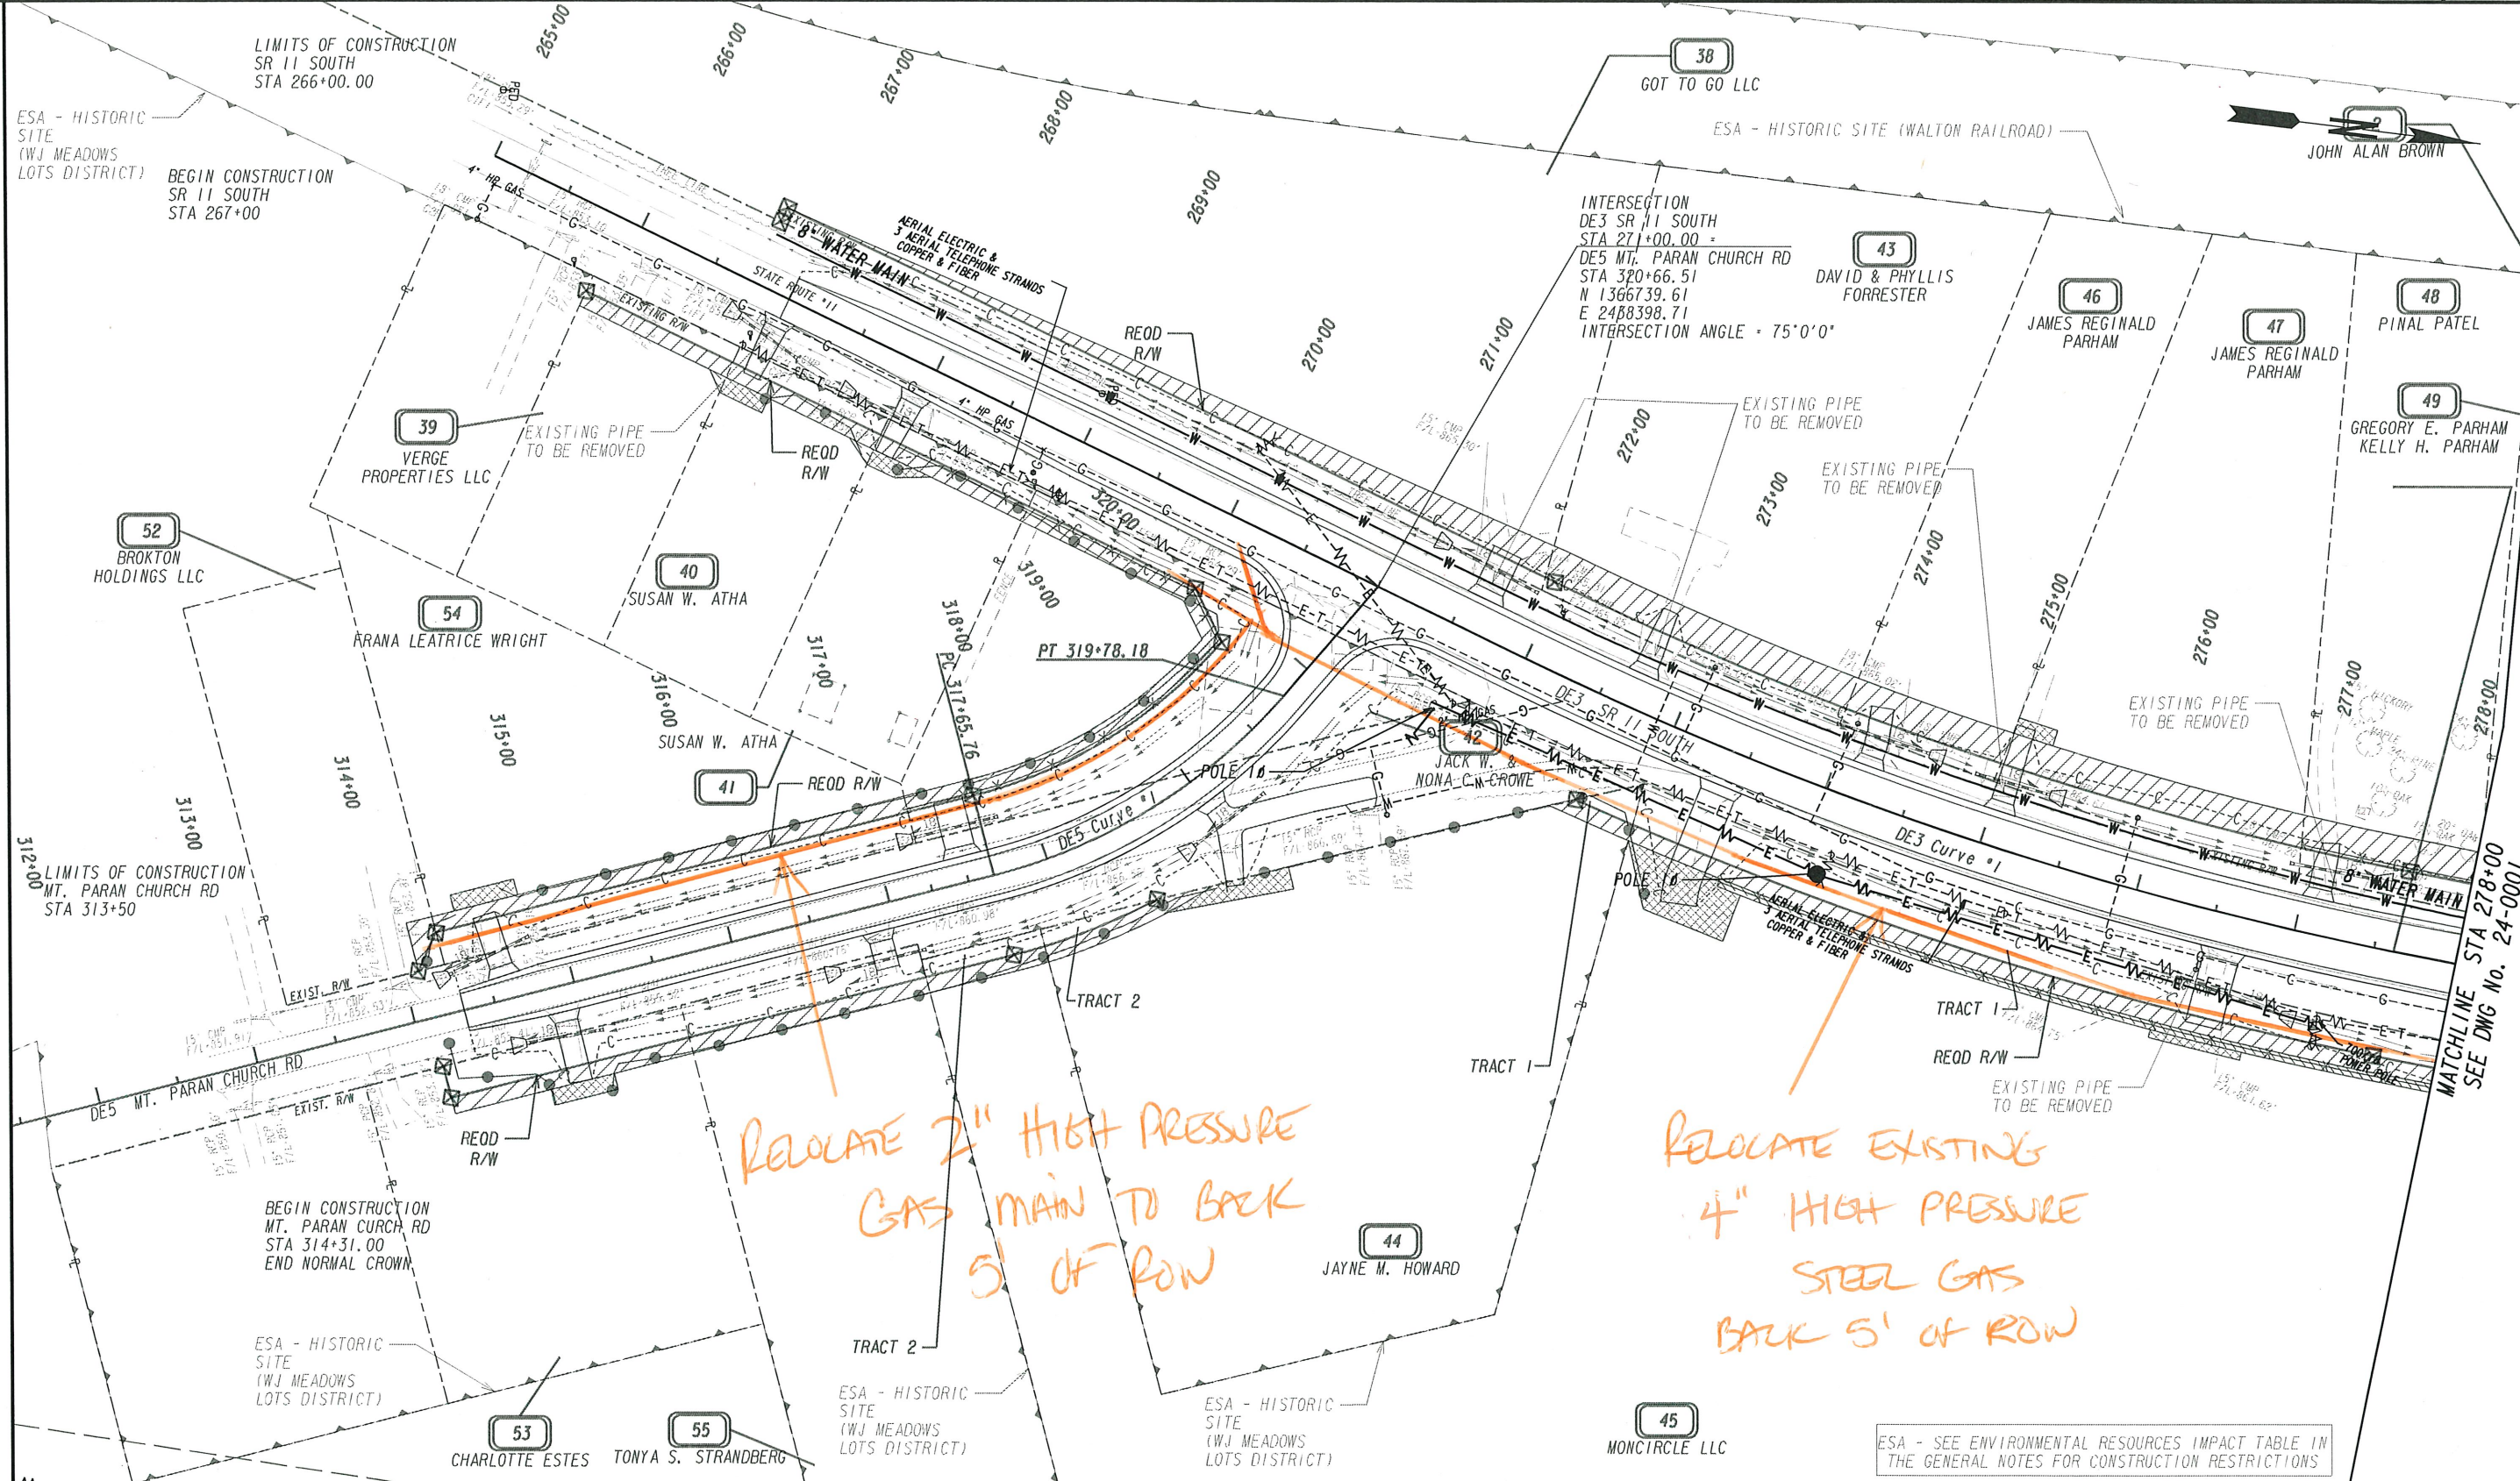 LIMITS OF CONSTRUCTION
SR 11 SOUTH
STA 266+00.00
265+00
266+00
267+00
268+00
269+00
270+00
271+00
272+00
273+00
274+00
275+00
276+00
277+00
278+00
ESA - HISTORIC
SITE
(WJ MEADOWS
LOTS DISTRICT)
BEGIN CONSTRUCTION
SR 11 SOUTH
STA 267+00
4" HP GAS
EXISTING R/W
8" WATER MAIN
AERIAL ELECTRIC &
3 AERIAL TELEPHONE STRANDS
COPPER & FIBER
STATE ROUTE #11
EXISTING R/W
38
GOT TO GO LLC
ESA - HISTORIC SITE (WALTON RAILROAD)
JOHN ALAN BROWN
INTERSECTION
DE3 SR 11 SOUTH
STA 271+00.00 =
DE5 MT. PARAN CHURCH RD
STA 320+66.51
N 1366739.61
E 2438398.71
INTERSECTION ANGLE = 75°0'0"
43
DAVID & PHYLLIS
FORRESTER
46
JAMES REGINALD
PARHAM
47
JAMES REGINALD
PARHAM
48
PINAL PATEL
49
GREGORY E. PARHAM
KELLY H. PARHAM
REQD
R/W
39
VERGE
PROPERTIES LLC
EXISTING PIPE
TO BE REMOVED
REQD
R/W
4" HP GAS
EXISTING PIPE
TO BE REMOVED
EXISTING PIPE
TO BE REMOVED
52
BROKTON
HOLDINGS LLC
54
FRANA LEATRICE WRIGHT
40
SUSAN W. ATHA
320+00
319+00
318+00
317+00
316+00
315+00
314+00
313+00
312+00
PC 317+65.76
PT 319+78.18
SUSAN W. ATHA
41
REQD R/W
POLE 10
42
JACK W. &
NONA C. CROWE
DE3 SR 11 SOUTH
DE3 Curve #1
DE5 Curve #1
EXISTING PIPE
TO BE REMOVED
8" WATER MAIN
LIMITS OF CONSTRUCTION
MT. PARAN CHURCH RD
STA 313+50
POLE 10
AERIAL ELECTRIC &
3 AERIAL TELEPHONE STRANDS
COPPER & FIBER
EXIST. R/W
DE5 MT. PARAN CHURCH RD
EXIST. R/W
TRACT 2
TRACT 1
TRACT 1
REQD R/W
EXISTING PIPE
TO BE REMOVED
POWER POLE
MATCHLINE STA 278+00
SEE DWG No. 24-0007
REQD
R/W
RELOCATE 2" HIGH PRESSURE
GAS MAIN TO BACK
5' OF ROW
RELOCATE EXISTING
4" HIGH PRESSURE
STEEL GAS
BACK 5' OF ROW
BEGIN CONSTRUCTION
MT. PARAN CURCH RD
STA 314+31.00
END NORMAL CROWN
44
JAYNE M. HOWARD
TRACT 2
ESA - HISTORIC
SITE
(WJ MEADOWS
LOTS DISTRICT)
ESA - HISTORIC
SITE
(WJ MEADOWS
LOTS DISTRICT)
ESA - HISTORIC
SITE
(WJ MEADOWS
LOTS DISTRICT)
53
CHARLOTTE ESTES
55
TONYA S. STRANDBERG
45
MONCIRCLE LLC
ESA - SEE ENVIRONMENTAL RESOURCES IMPACT TABLE IN
THE GENERAL NOTES FOR CONSTRUCTION RESTRICTIONS